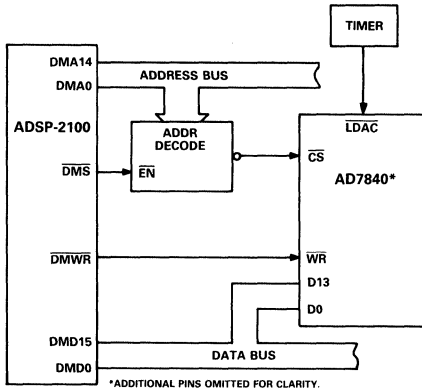 TIMER
DMA14
ADDRESS BUS
DMA0
ADSP-2100
ADDR
DECODE
LDAC
DMS
EN
CS
AD7840*
DMWR
WR
D13
D0
DMD15
DATA BUS
DMD0
*ADDITIONAL PINS OMITTED FOR CLARITY.